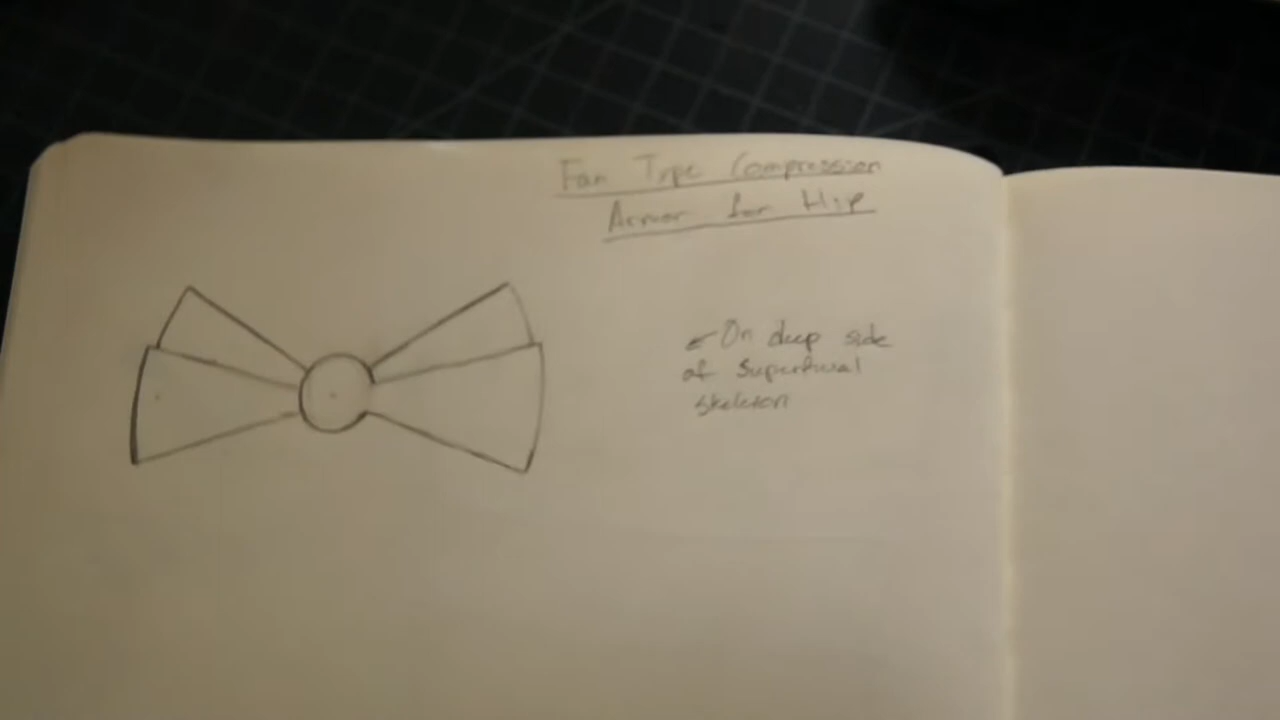 Fan Type Compression
Armor for Hip
← On deep side
of superficial
skeleton